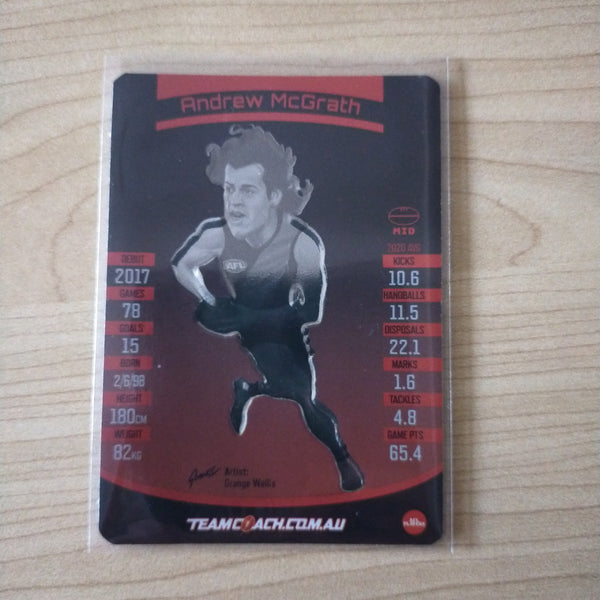 Andrew McGrath
MID
AFL
DEBUT
2017
GAMES
78
GOALS
15
BORN
2/6/98
HEIGHT
180CM
WEIGHT
82KG
2020 AVG
KICKS
10.6
HANDBALLS
11.5
DISPOSALS
22.1
MARKS
1.6
TACKLES
4.8
GAME PTS
65.4
Artist:
Grange Wallis
TEAMCOACH.COM.AU